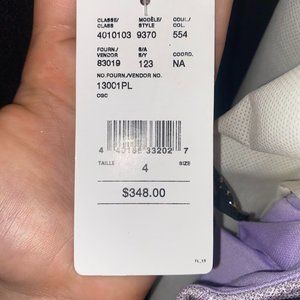 CLASSE/ MODELE/ COUL./
CLASS STYLE COL.
4010103 9370 554
FOURN./ S/A
VENDOR S/Y COORD.
83019 123 NA
NO.FOURN./VENDOR NO.
13001PL
OSC
4 33202 7
TAILLE 4 SIZE
$348.00